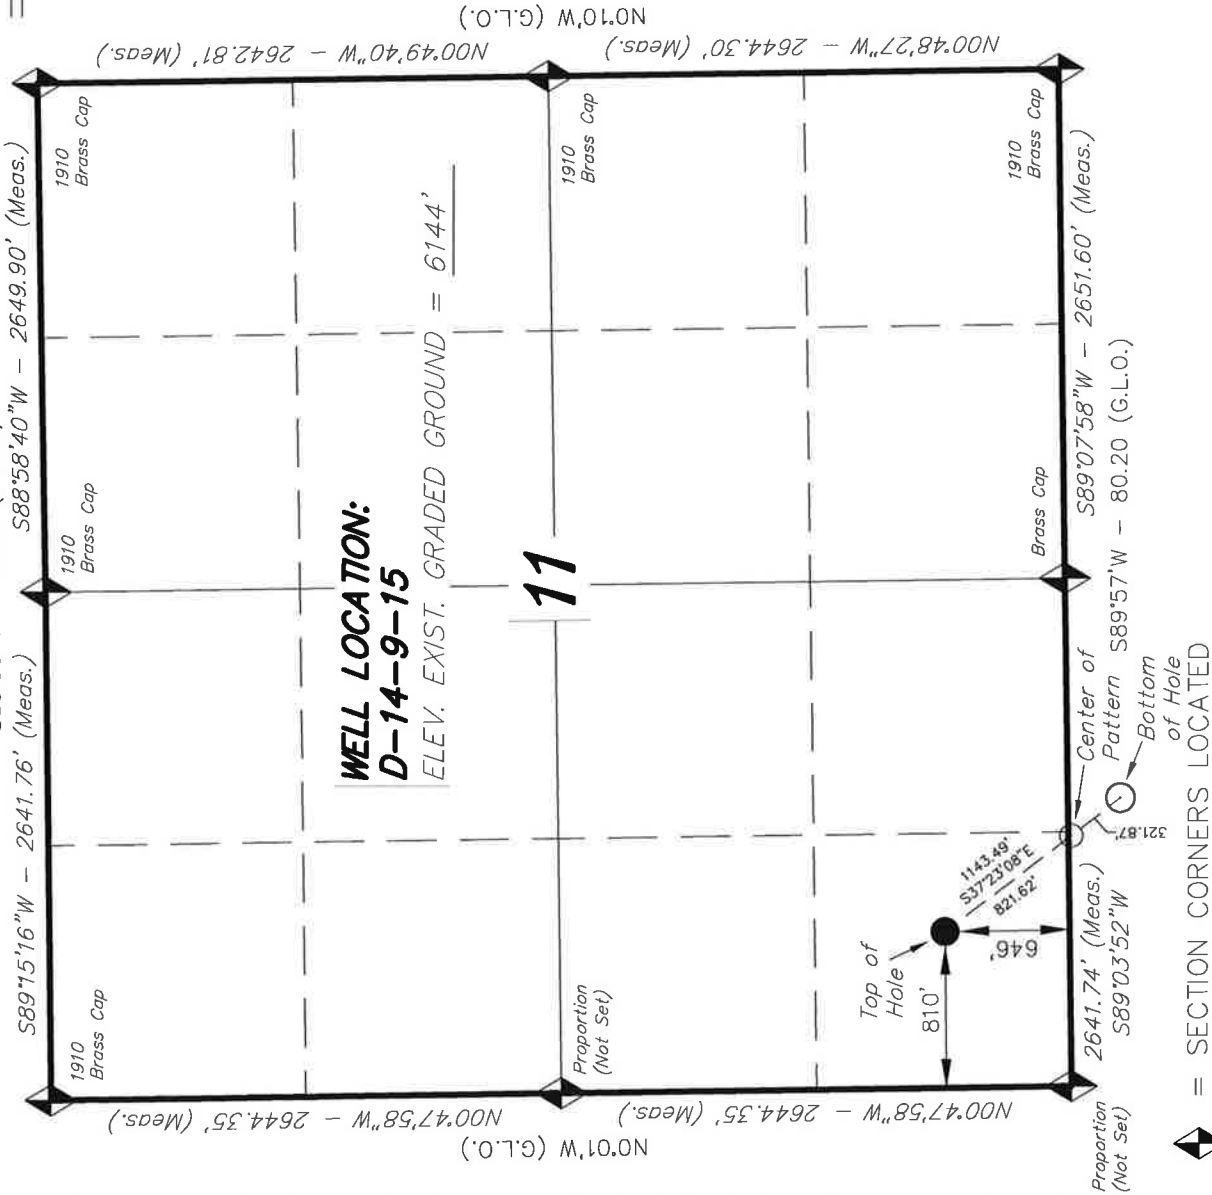 S89°15'16"W - 2641.76' (Meas.)
S88°58'40"W - 2649.90' (Meas.)
1910
Brass Cap
1910
Brass Cap
1910
Brass Cap
N00°47'58"W - 2644.35' (Meas.)
N0°01'W (G.L.O.)
N00°47'58"W - 2644.35' (Meas.)
N00°49'40"W - 2642.81' (Meas.)
N0°10'W (G.L.O.)
N00°48'27"W - 2644.30' (Meas.)
WELL LOCATION:
D-14-9-15
ELEV. EXIST. GRADED GROUND = 6144'
11
1910
Brass Cap
Proportion
(Not Set)
Top of
Hole
810'
646'
1143.49'
S37°23'08"E
821.62'
321.87'
Center of
Pattern
Bottom
of Hole
Brass Cap
1910
Brass Cap
Proportion
(Not Set)
2641.74' (Meas.)
S89°03'52"W
S89°07'58"W - 2651.60' (Meas.)
S89°57'W - 80.20 (G.L.O.)
= SECTION CORNERS LOCATED